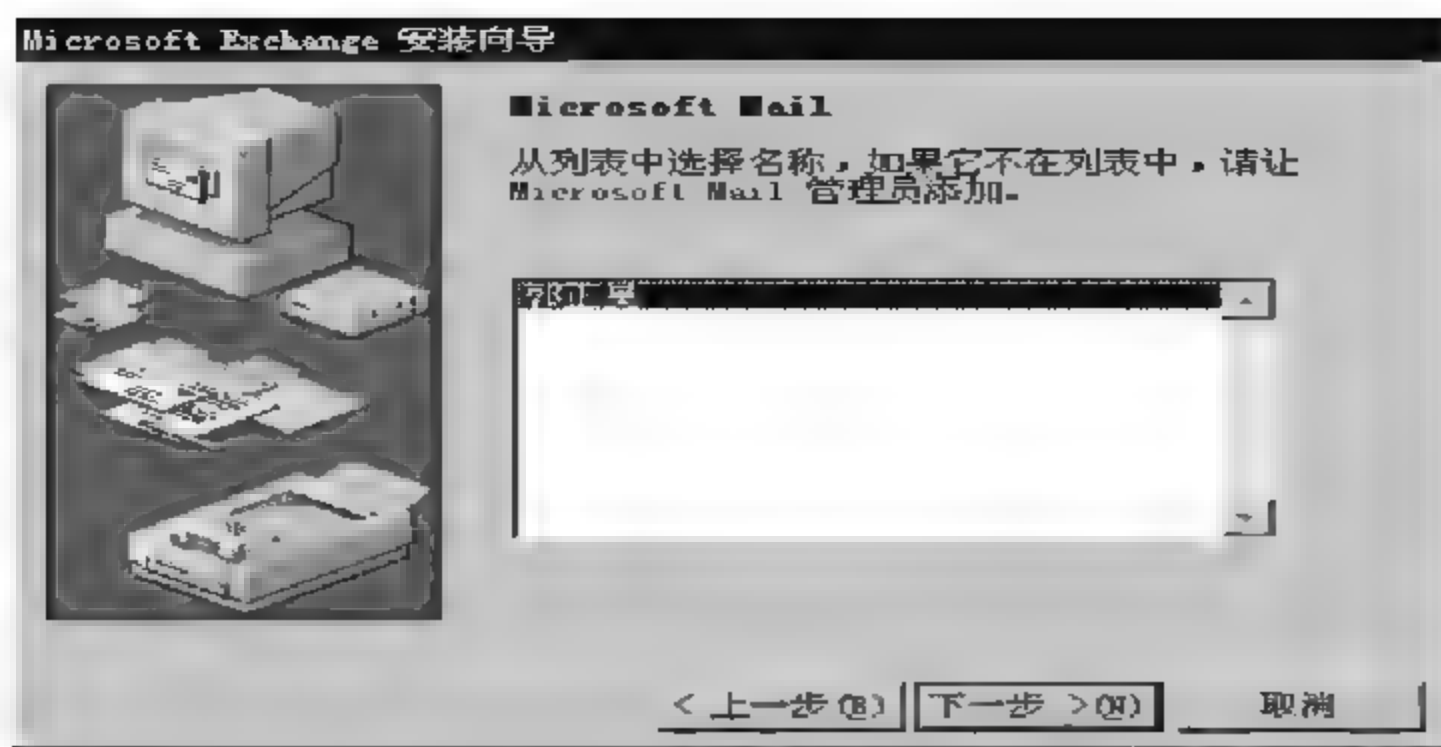 Microsoft Exchange 安装向导
Microsoft Mail
从列表中选择名称，如果它不在列表中，请让
Microsoft Mail 管理员添加。
< 上一步(B)
下一步 >(N)
取消